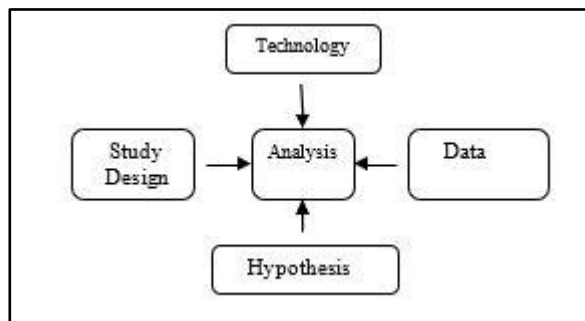 Technology
Study
Design
Analysis
Data
Hypothesis